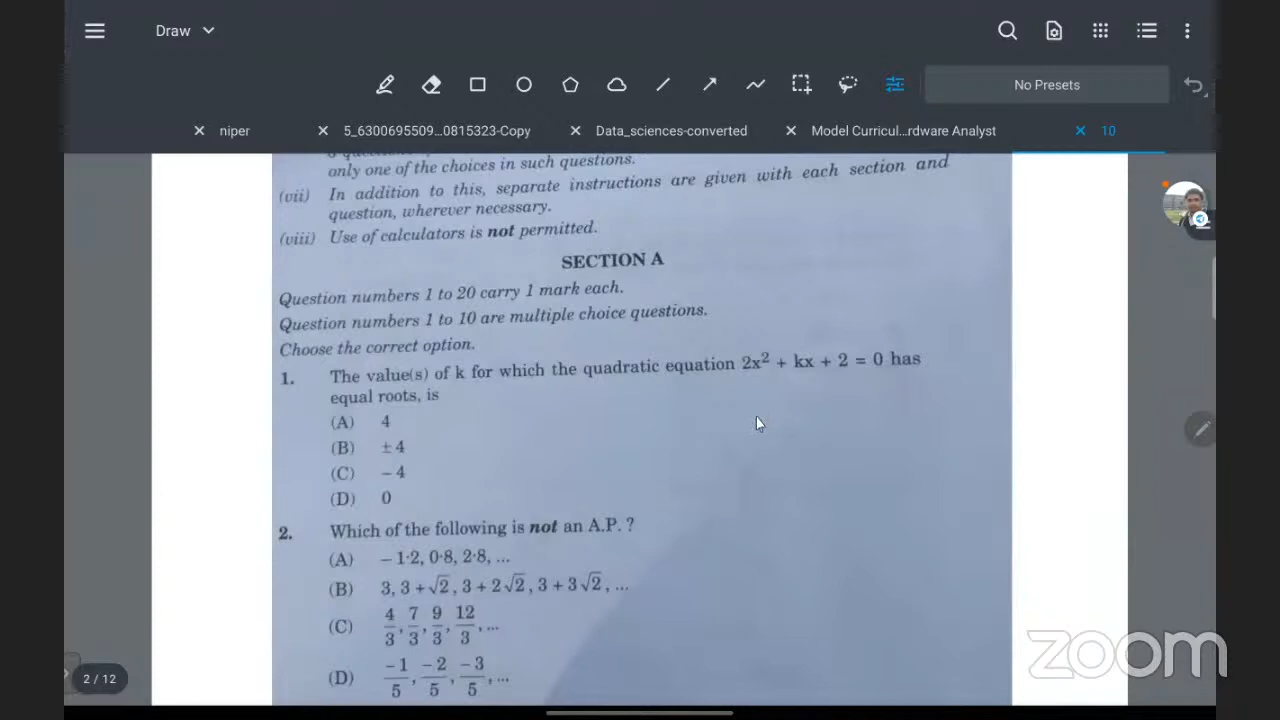 Draw
No Presets
niper
5_6300695509...0815323-Copy
Data_sciences-converted
Model Curricul...rdware Analyst
10
only one of the choices in such questions.
(vii) In addition to this, separate instructions are given with each section and
question, wherever necessary.
(viii) Use of calculators is not permitted.
SECTION A
Question numbers 1 to 20 carry 1 mark each.
Question numbers 1 to 10 are multiple choice questions.
Choose the correct option.
1. The value(s) of k for which the quadratic equation 2x² + kx + 2 = 0 has
equal roots, is
(A) 4
(B) ± 4
(C) – 4
(D) 0
2. Which of the following is not an A.P. ?
(A) – 1·2, 0·8, 2·8, ...
(B) 3, 3 + √2, 3 + 2√2, 3 + 3√2, ...
(C) 4/3, 7/3, 9/3, 12/3, ...
(D) –1/5, –2/5, –3/5, ...
2 / 12
zoom